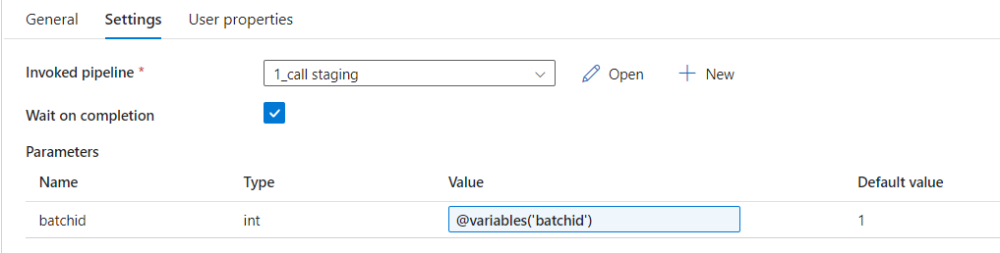 General Settings User properties
Invoked pipeline * 1_call staging Open New
Wait on completion
Parameters
Name Type Value Default value
batchid int @variables('batchid') 1